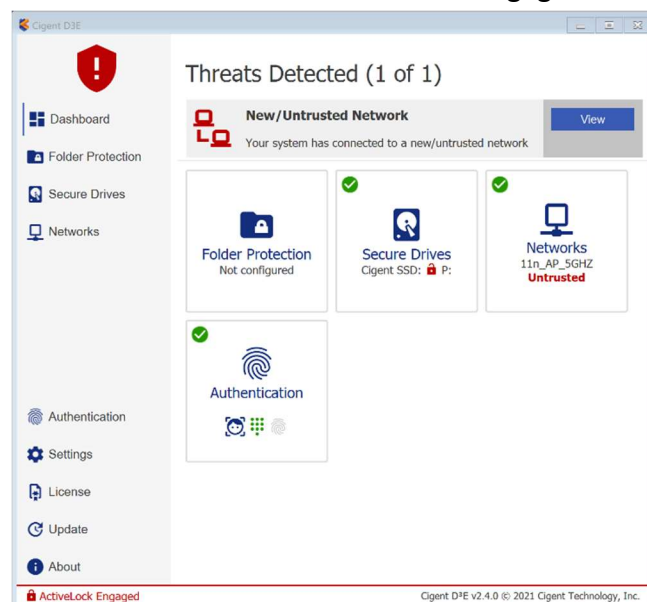 Cigent D3E
Threats Detected (1 of 1)
New/Untrusted Network
Your system has connected to a new/untrusted network
View
Dashboard
Folder Protection
Secure Drives
Networks
Authentication
Settings
License
Update
About
Folder Protection
Not configured
Secure Drives
Cigent SSD: P:
Networks
11n_AP_5GHZ
Untrusted
Authentication
ActiveLock Engaged
Cigent D³E v2.4.0 © 2021 Cigent Technology, Inc.